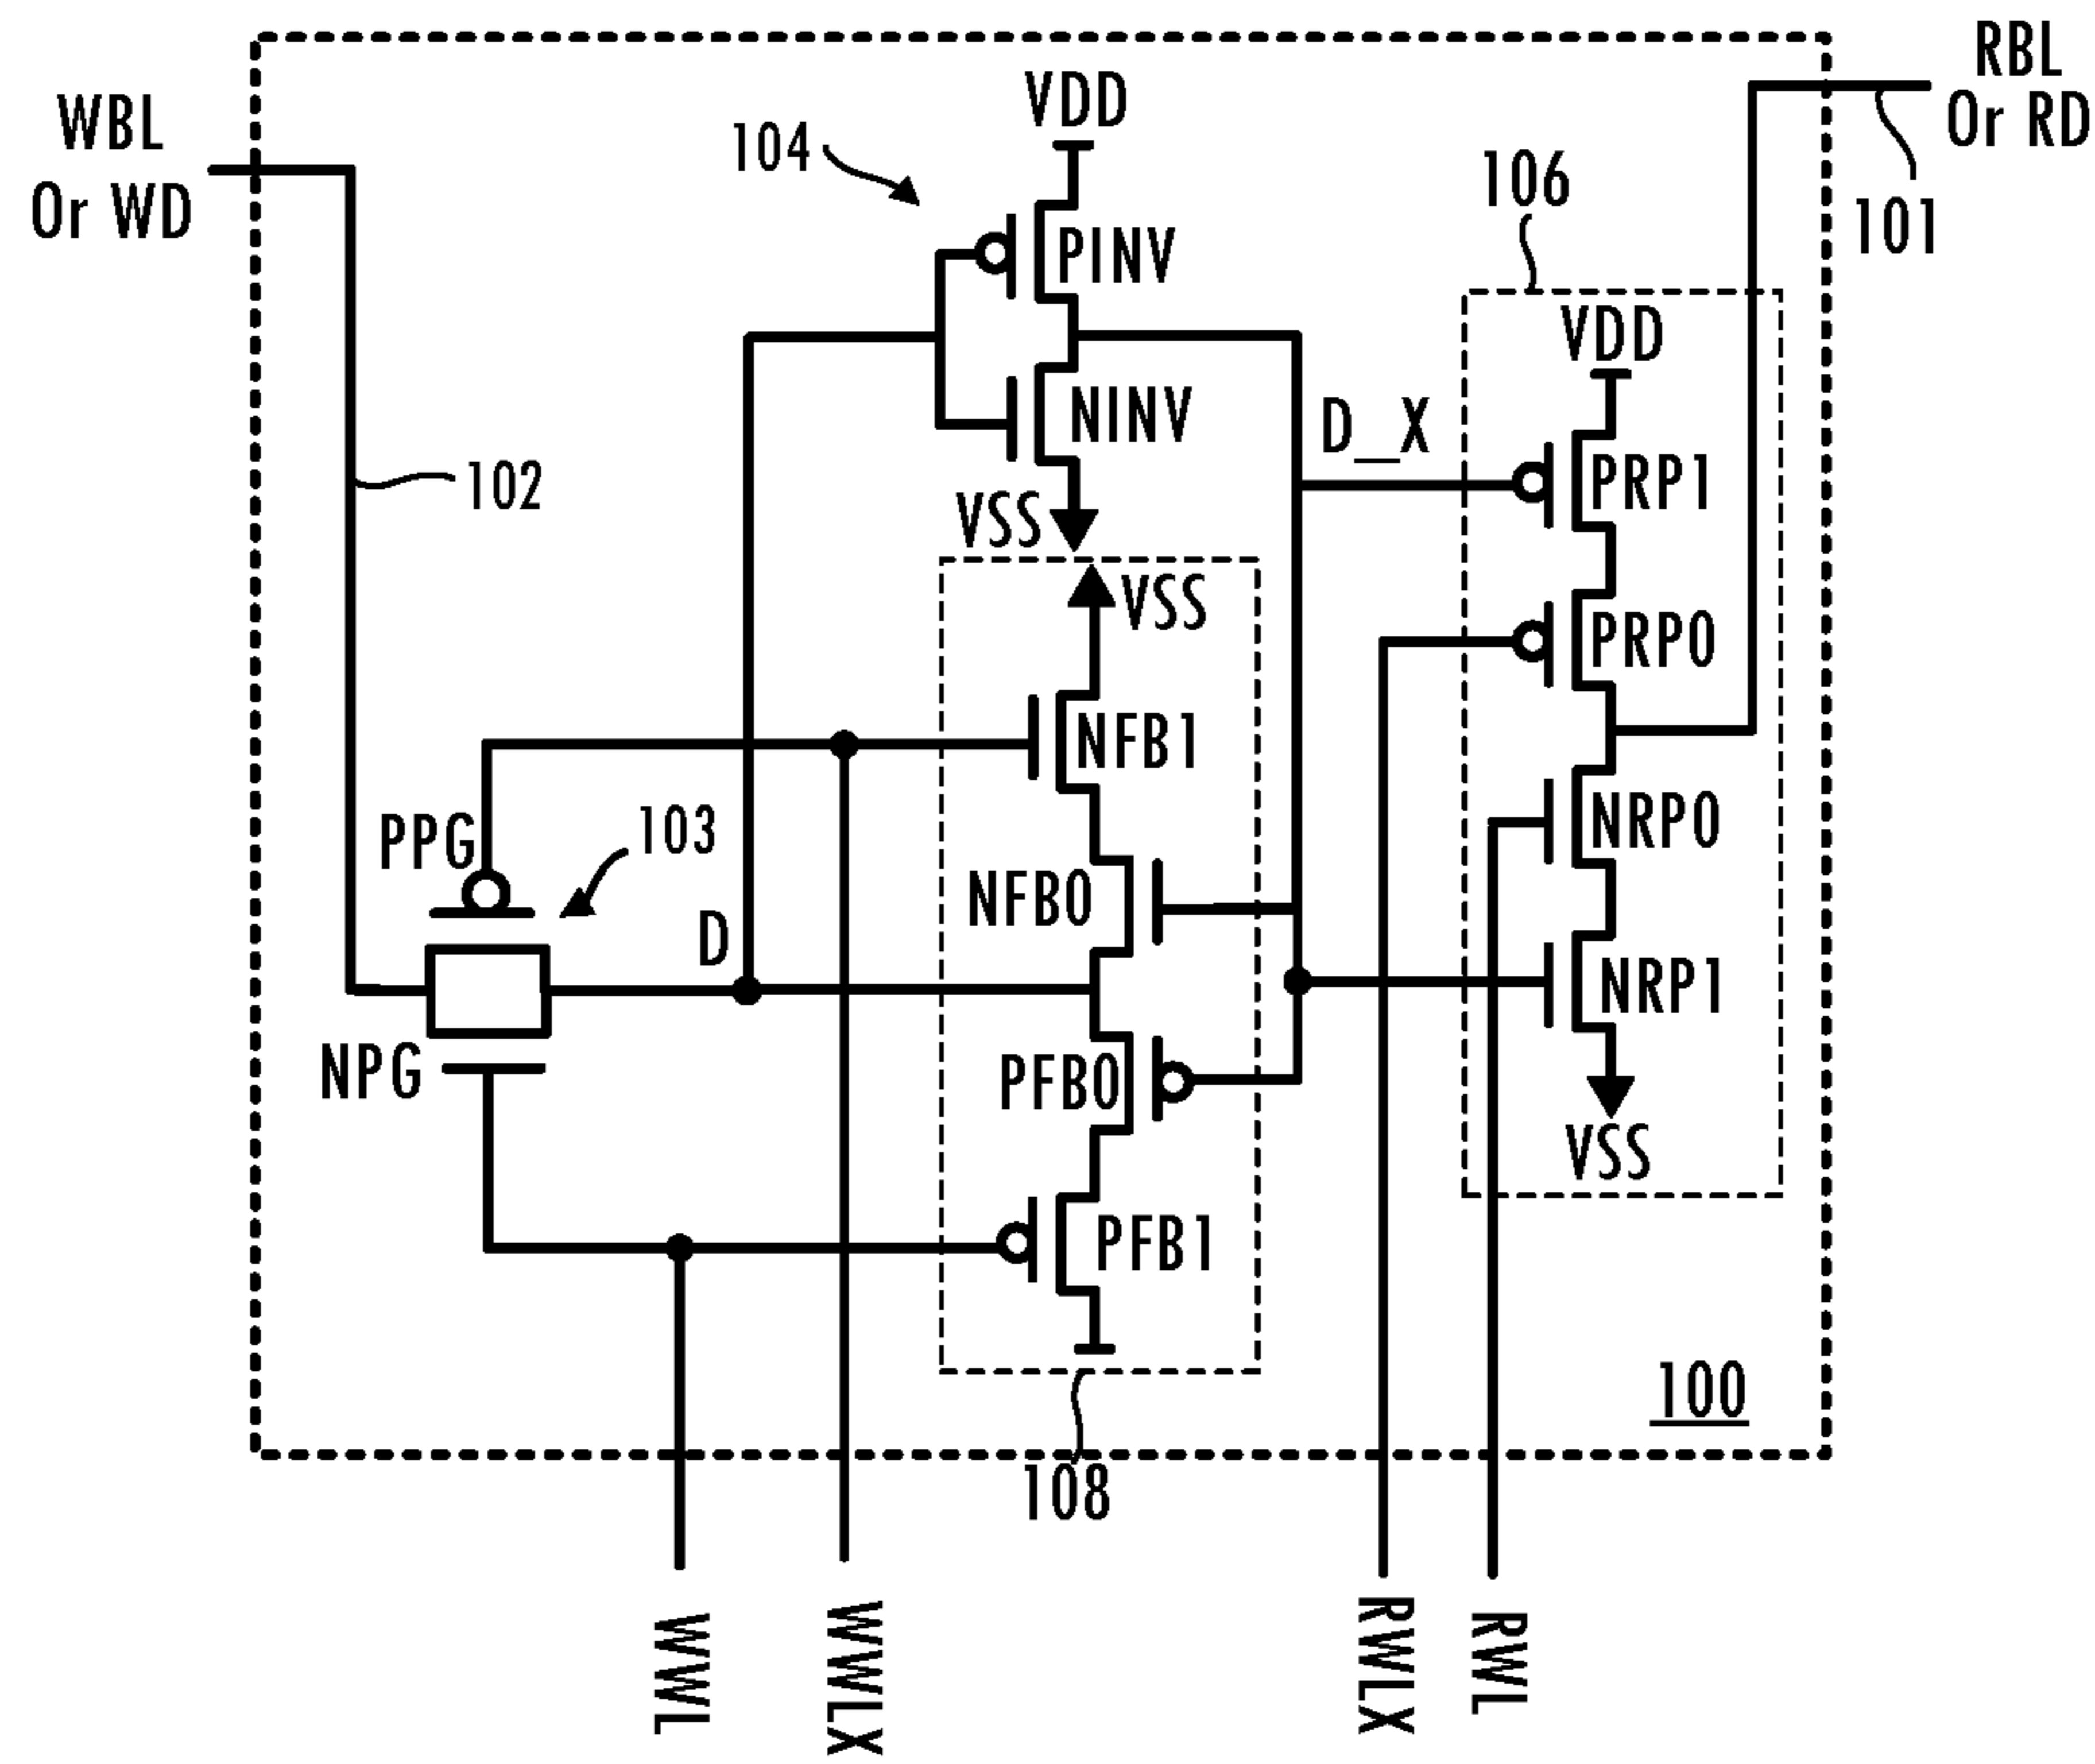 WBL
Or WD
RBL
Or RD
101
VDD
104
PINV
NINV
VSS
102
106
VDD
D_X
PRP1
PRP0
NRP0
NRP1
VSS
VSS
NFB1
PPG
103
NFB0
D
NPG
PFB0
PFB1
100
108
WWL
WWLX
RWLX
RWL